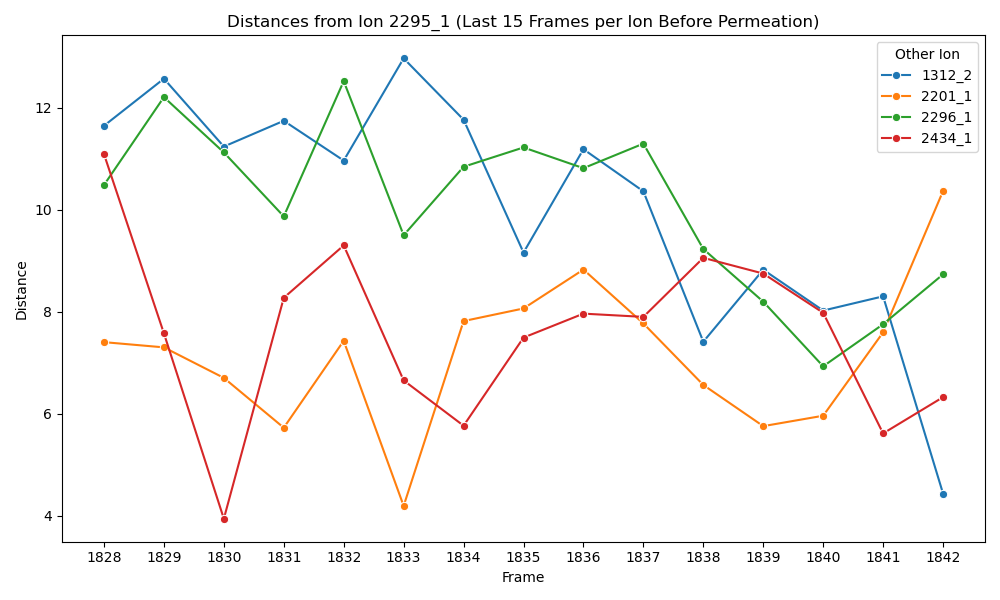 Distances from Ion 2295_1 (Last 15 Frames per Ion Before Permeation)
Other Ion
1312_2
2201_1
2296_1
2434_1
Distance
12
10
8
6
4
1828 1829 1830 1831 1832 1833 1834 1835 1836 1837 1838 1839 1840 1841 1842
Frame